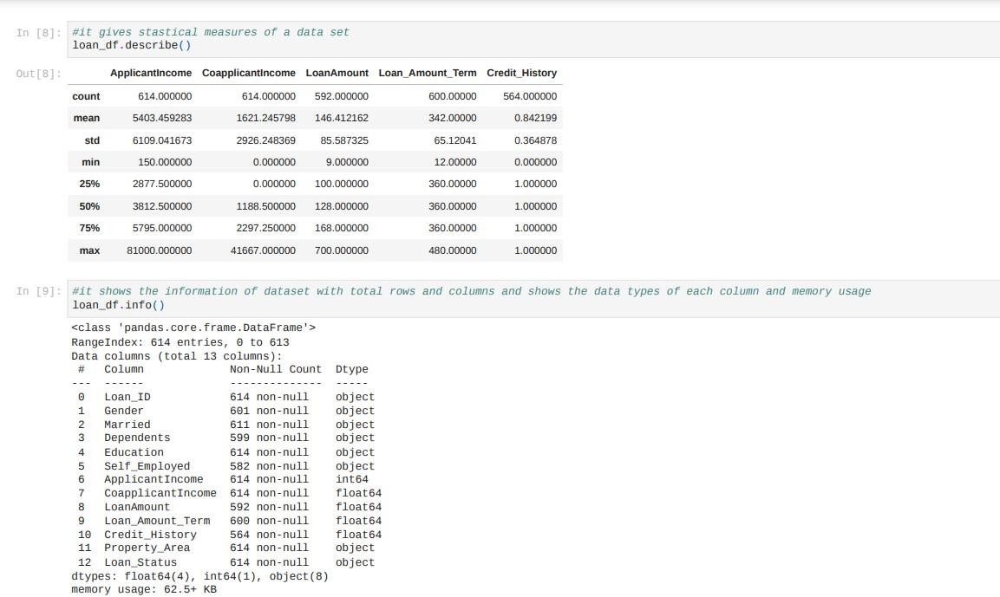 In [8]: #it gives stastical measures of a data set
loan_df.describe()
Out[8]: ApplicantIncome CoapplicantIncome LoanAmount Loan_Amount_Term Credit_History
count 614.000000 614.000000 592.000000 600.00000 564.000000
mean 5403.459283 1621.245798 146.412162 342.00000 0.842199
std 6109.041673 2926.248369 85.587325 65.12041 0.364878
min 150.000000 0.000000 9.000000 12.00000 0.000000
25% 2877.500000 0.000000 100.000000 360.00000 1.000000
50% 3812.500000 1188.500000 128.000000 360.00000 1.000000
75% 5795.000000 2297.250000 168.000000 360.00000 1.000000
max 81000.000000 41667.000000 700.000000 480.00000 1.000000
In [9]: #it shows the information of dataset with total rows and columns and shows the data types of each column and memory usage
loan_df.info()
<class 'pandas.core.frame.DataFrame'>
RangeIndex: 614 entries, 0 to 613
Data columns (total 13 columns):
# Column Non-Null Count Dtype
--- ------ -------------- -----
0 Loan_ID 614 non-null object
1 Gender 601 non-null object
2 Married 611 non-null object
3 Dependents 599 non-null object
4 Education 614 non-null object
5 Self_Employed 582 non-null object
6 ApplicantIncome 614 non-null int64
7 CoapplicantIncome 614 non-null float64
8 LoanAmount 592 non-null float64
9 Loan_Amount_Term 600 non-null float64
10 Credit_History 564 non-null float64
11 Property_Area 614 non-null object
12 Loan_Status 614 non-null object
dtypes: float64(4), int64(1), object(8)
memory usage: 62.5+ KB